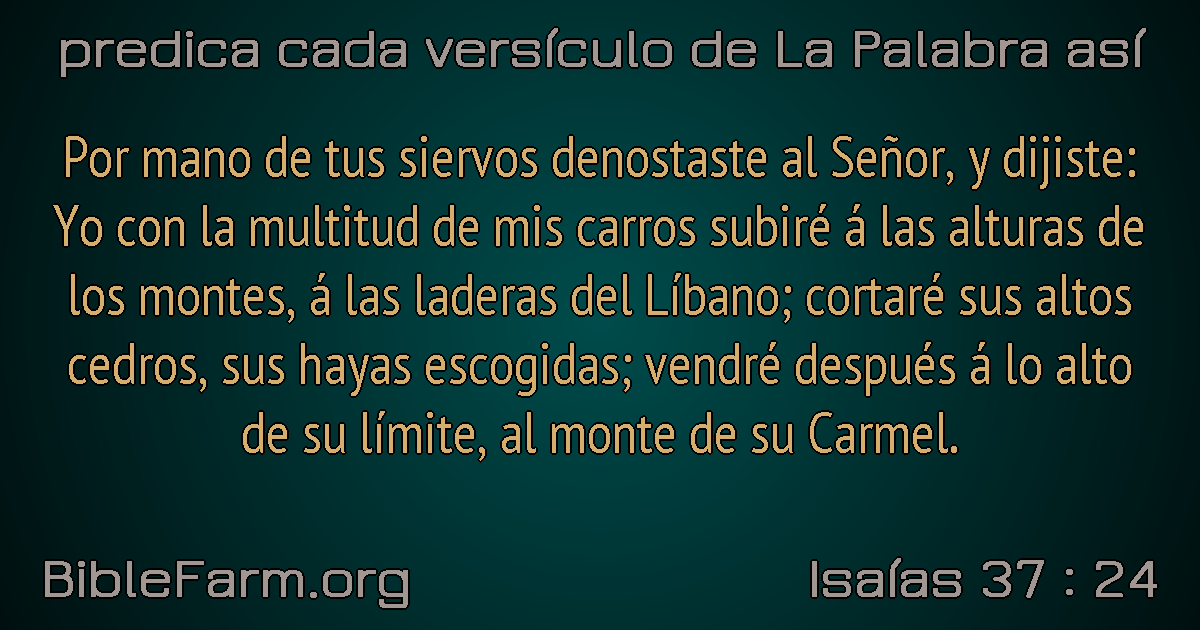 predica cada versículo de La Palabra así
Por mano de tus siervos denostaste al Señor, y dijiste:
Yo con la multitud de mis carros subiré á las alturas de
los montes, á las laderas del Líbano; cortaré sus altos
cedros, sus hayas escogidas; vendré después á lo alto
de su límite, al monte de su Carmel.
BibleFarm.org
Isaías 37 : 24